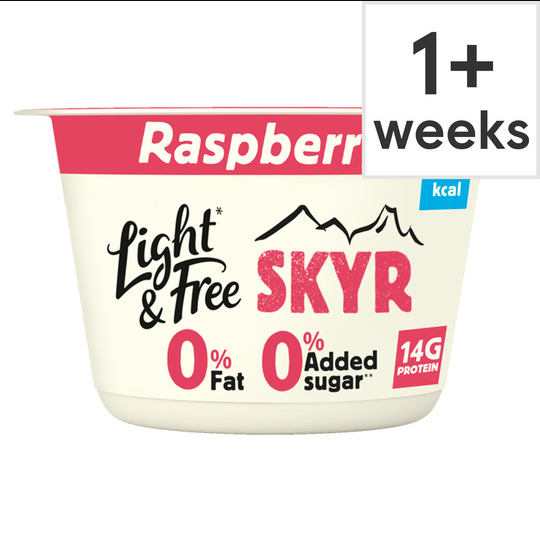 1+
weeks
Raspberr
kcal
Light*
& Free
SKYR
0% Fat
0% Added
sugar**
14G
PROTEIN